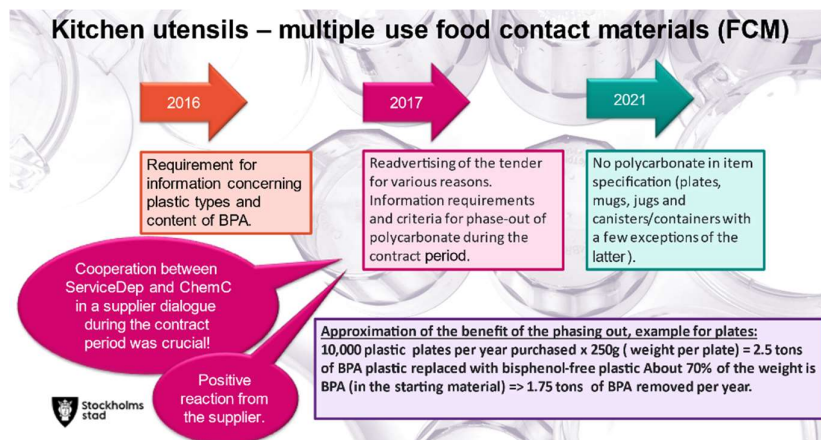 Kitchen utensils – multiple use food contact materials (FCM)
2016
2017
2021
Requirement for
information concerning
plastic types and
content of BPA.
Readvertising of the tender
for various reasons.
Information requirements
and criteria for phase-out of
polycarbonate during the
contract period.
No polycarbonate in item
specification (plates,
mugs, jugs and
canisters/containers with
a few exceptions of the
latter).
Cooperation between
ServiceDep and ChemC
in a supplier dialogue
during the contract
period was crucial!
Positive
reaction from
the supplier.
Approximation of the benefit of the phasing out, example for plates:
10,000 plastic plates per year purchased x 250g ( weight per plate) = 2.5 tons
of BPA plastic replaced with bisphenol-free plastic About 70% of the weight is
BPA (in the starting material) => 1.75 tons of BPA removed per year.
Stockholms
stad